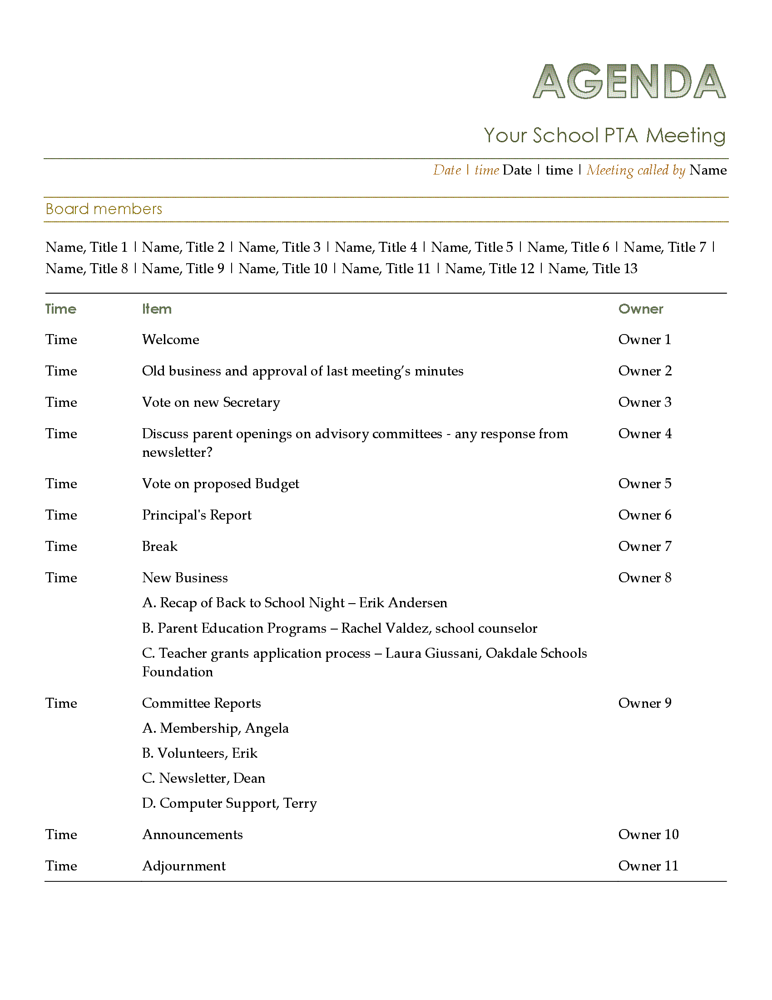 AGENDA
Your School PTA Meeting
Date | time Date | time | Meeting called by Name
Board members
Name, Title 1 | Name, Title 2 | Name, Title 3 | Name, Title 4 | Name, Title 5 | Name, Title 6 | Name, Title 7 |
Name, Title 8 | Name, Title 9 | Name, Title 10 | Name, Title 11 | Name, Title 12 | Name, Title 13
Time Item Owner
Time Welcome Owner 1
Time Old business and approval of last meeting’s minutes Owner 2
Time Vote on new Secretary Owner 3
Time Discuss parent openings on advisory committees - any response from Owner 4
newsletter?
Time Vote on proposed Budget Owner 5
Time Principal's Report Owner 6
Time Break Owner 7
Time New Business Owner 8
A. Recap of Back to School Night – Erik Andersen
B. Parent Education Programs – Rachel Valdez, school counselor
C. Teacher grants application process – Laura Giussani, Oakdale Schools
Foundation
Time Committee Reports Owner 9
A. Membership, Angela
B. Volunteers, Erik
C. Newsletter, Dean
D. Computer Support, Terry
Time Announcements Owner 10
Time Adjournment Owner 11